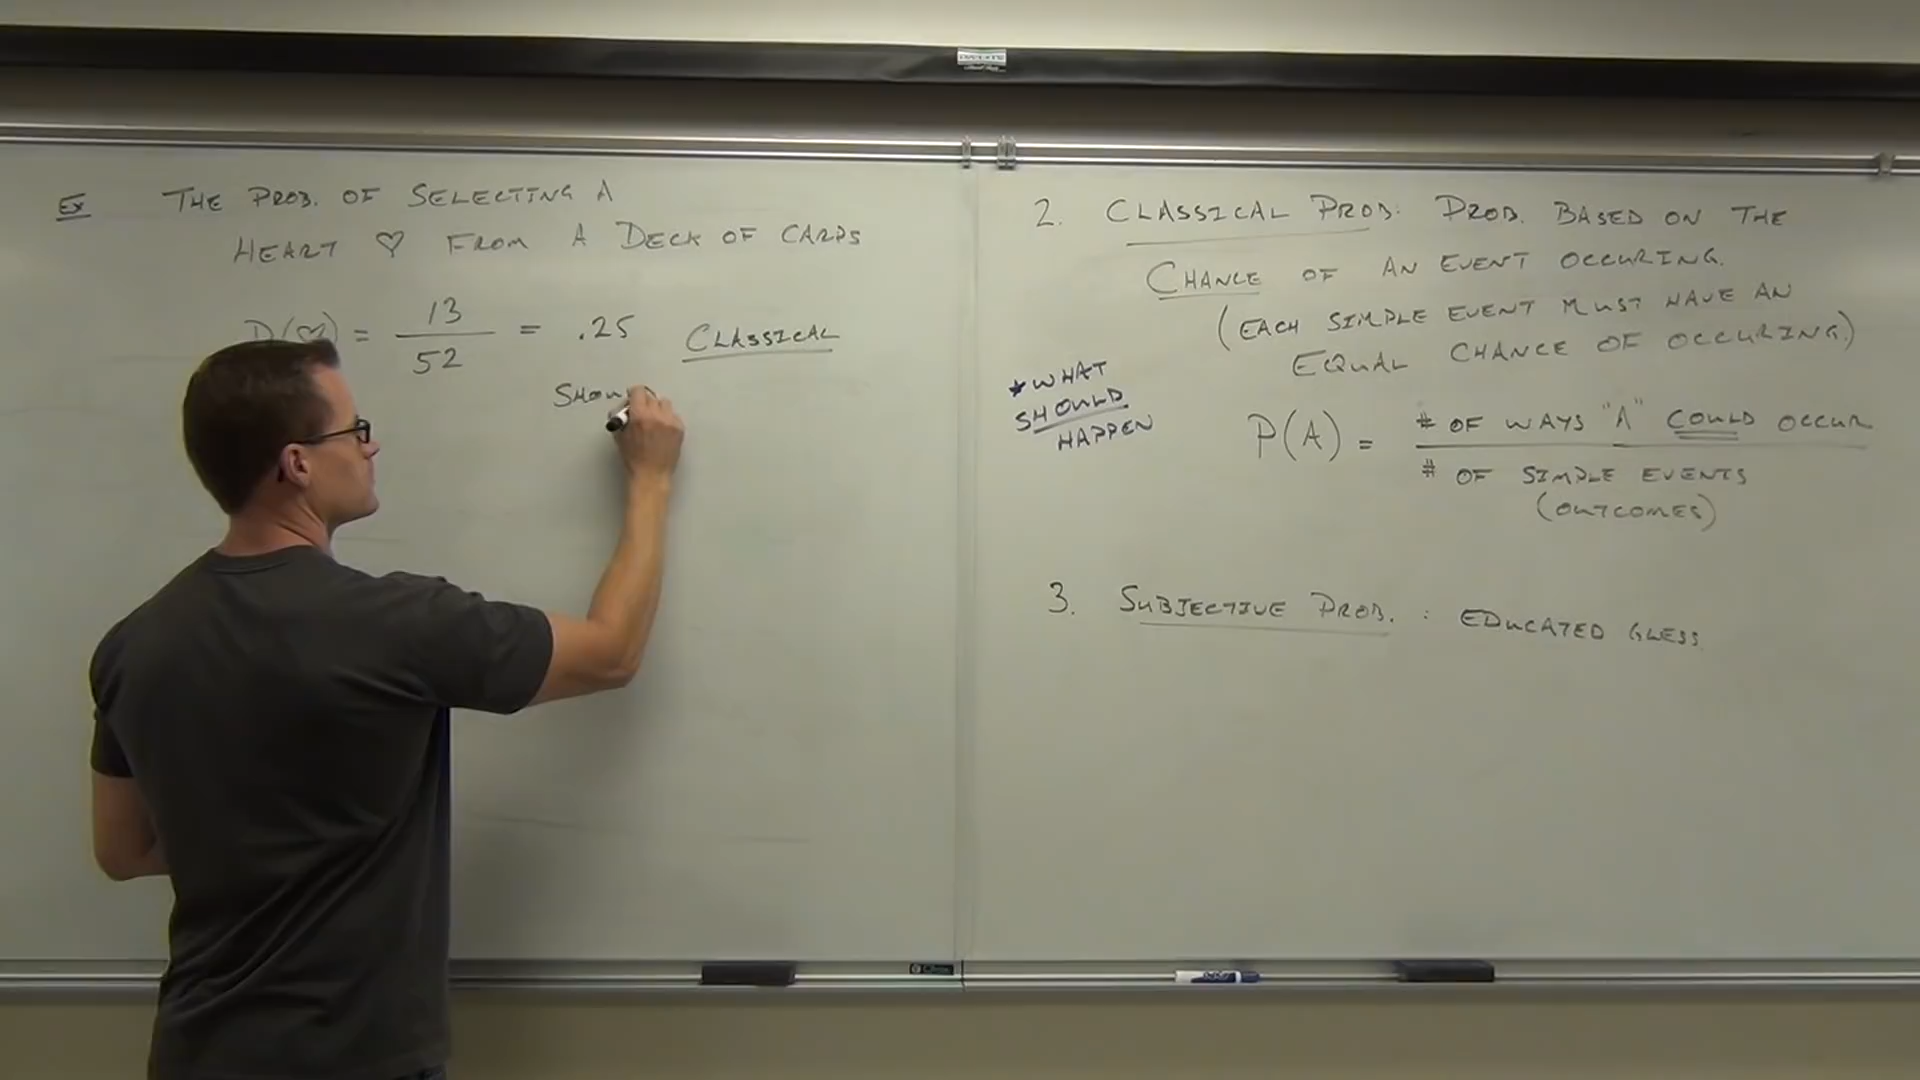 Ex THE PROB. OF SELECTING A
HEART ♡ FROM A DECK OF CARDS
P(♡) = 13/52 = .25 CLASSICAL
SHOU
2. CLASSICAL PROB: PROB. BASED ON THE
CHANCE OF AN EVENT OCCURING.
(EACH SIMPLE EVENT MUST HAVE AN
EQUAL CHANCE OF OCCURING.)
*WHAT
SHOULD
HAPPEN
P(A) = # OF WAYS "A" COULD OCCUR
# OF SIMPLE EVENTS
(OUTCOMES)
3. SUBJECTIVE PROB. : EDUCATED GUESS.